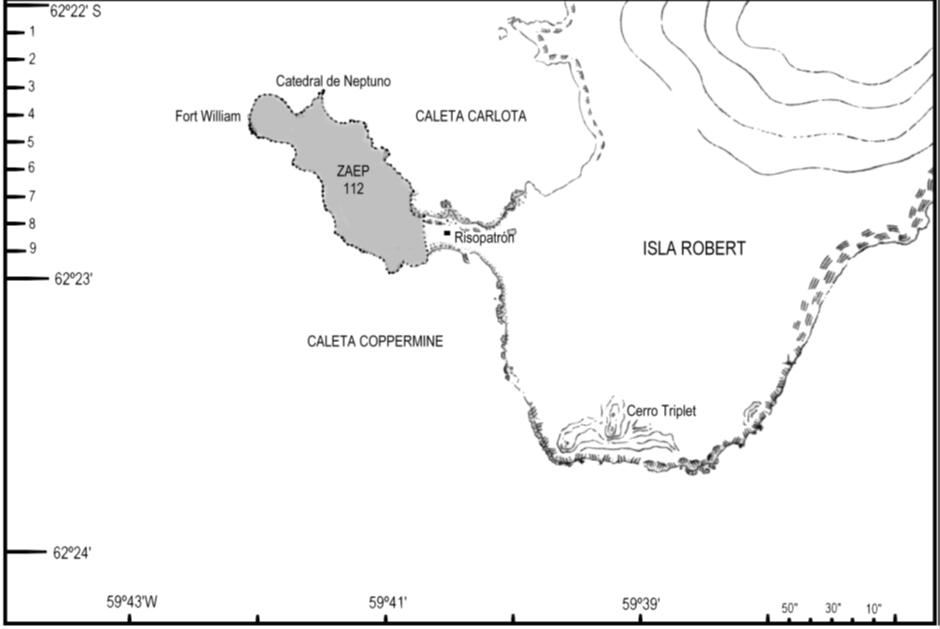 62º22' S
1
2
3
Catedral de Neptuno
4
Fort William
CALETA CARLOTA
5
6
ZAEP
112
7
8
Risopatrón
9
ISLA ROBERT
62º23'
CALETA COPPERMINE
Cerro Triplet
62º24'
59º43'W
59º41'
59º39'
50"
30"
10"